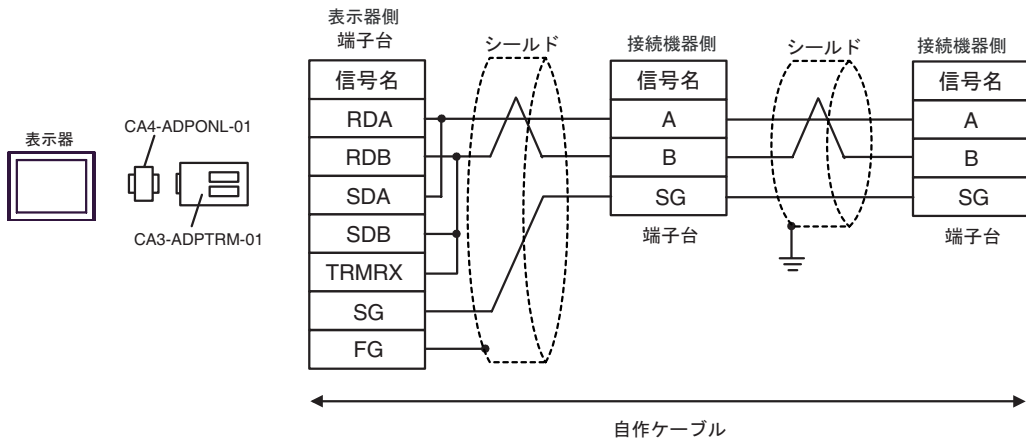 表示器
CA4-ADPONL-01
CA3-ADPTRM-01
表示器側
端子台
信号名
RDA
RDB
SDA
SDB
TRMRX
SG
FG
シールド
接続機器側
信号名
A
B
SG
端子台
シールド
接続機器側
信号名
A
B
SG
端子台
自作ケーブル